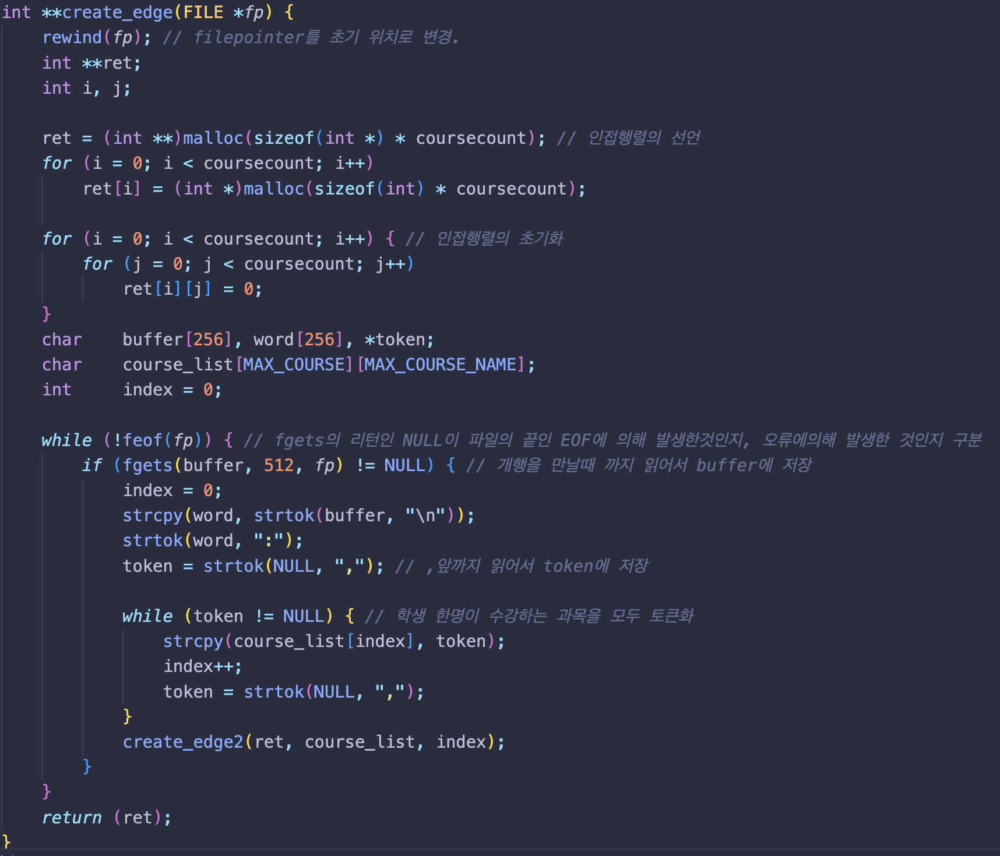 int **create_edge(FILE *fp) {
    rewind(fp); // filepointer를 초기 위치로 변경.
    int **ret;
    int i, j;

    ret = (int **)malloc(sizeof(int *) * coursecount); // 인접행렬의 선언
    for (i = 0; i < coursecount; i++)
        ret[i] = (int *)malloc(sizeof(int) * coursecount);

    for (i = 0; i < coursecount; i++) { // 인접행렬의 초기화
        for (j = 0; j < coursecount; j++)
            ret[i][j] = 0;
    }
    char    buffer[256], word[256], *token;
    char    course_list[MAX_COURSE][MAX_COURSE_NAME];
    int     index = 0;

    while (!feof(fp)) { // fgets의 리턴인 NULL이 파일의 끝인 EOF에 의해 발생한것인지, 오류에의해 발생한 것인지 구분
        if (fgets(buffer, 512, fp) != NULL) { // 개행을 만날때 까지 읽어서 buffer에 저장
            index = 0;
            strcpy(word, strtok(buffer, "\n"));
            strtok(word, ":");
            token = strtok(NULL, ","); // ,앞까지 읽어서 token에 저장

            while (token != NULL) { // 학생 한명이 수강하는 과목을 모두 토큰화
                strcpy(course_list[index], token);
                index++;
                token = strtok(NULL, ",");
            }
            create_edge2(ret, course_list, index);
        }
    }
    return (ret);
}